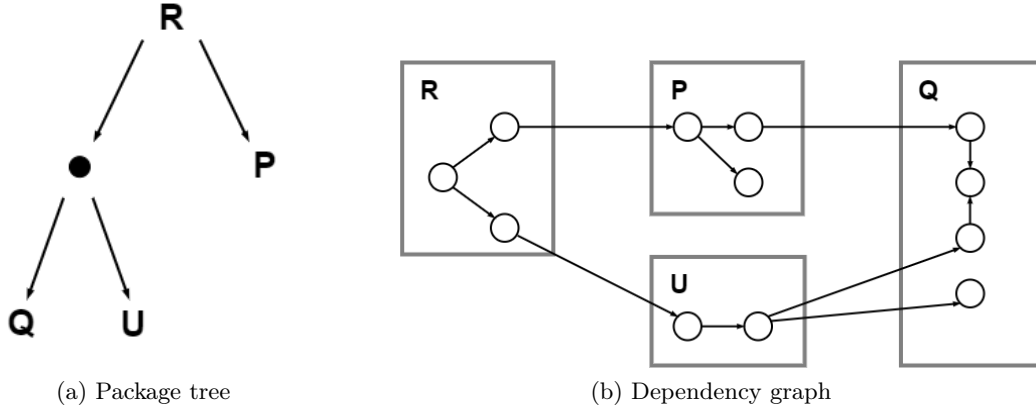 R
P
Q U
(a) Package tree
R
P
Q
U
(b) Dependency graph